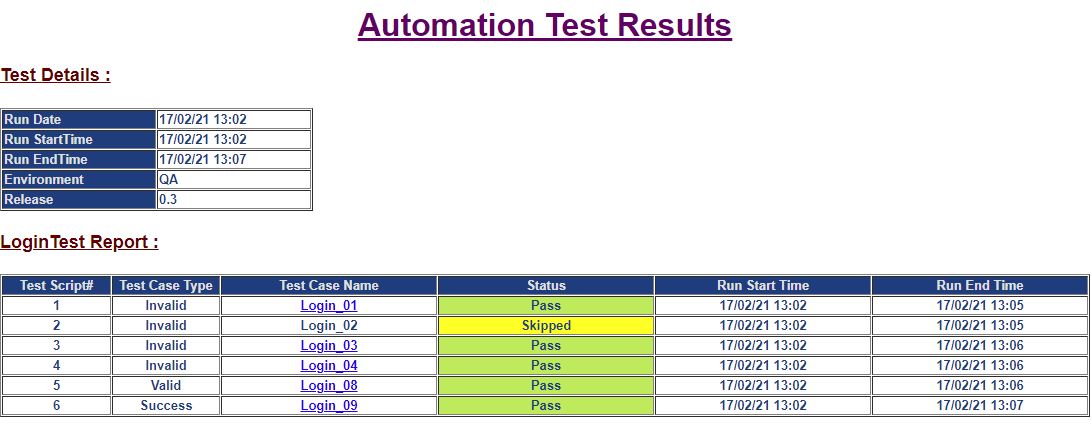 Automation Test Results
Test Details :
Run Date 17/02/21 13:02
Run StartTime 17/02/21 13:02
Run EndTime 17/02/21 13:07
Environment QA
Release 0.3
LoginTest Report :
Test Script# Test Case Type Test Case Name Status Run Start Time Run End Time
1 Invalid Login_01 Pass 17/02/21 13:02 17/02/21 13:05
2 Invalid Login_02 Skipped 17/02/21 13:02 17/02/21 13:05
3 Invalid Login_03 Pass 17/02/21 13:02 17/02/21 13:06
4 Invalid Login_04 Pass 17/02/21 13:02 17/02/21 13:06
5 Valid Login_08 Pass 17/02/21 13:02 17/02/21 13:06
6 Success Login_09 Pass 17/02/21 13:02 17/02/21 13:07